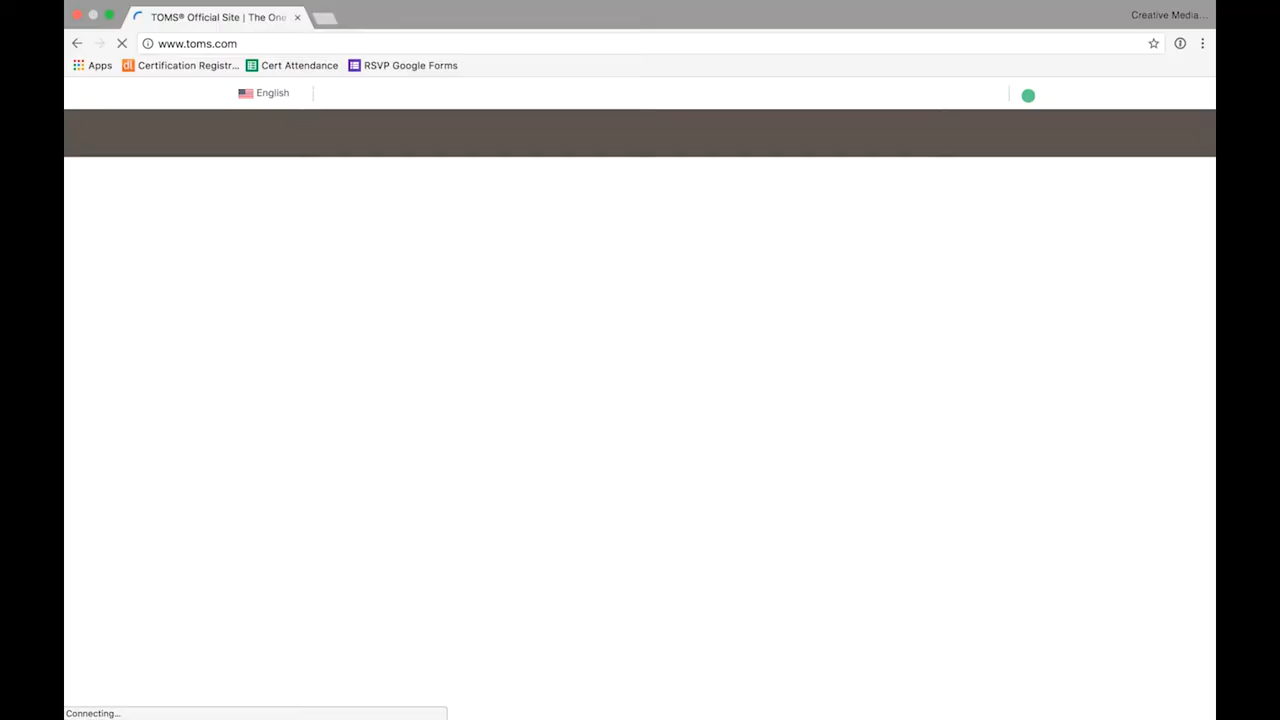 TOMS® Official Site | The One
Creative Media...
www.toms.com
Apps
Certification Registr...
Cert Attendance
RSVP Google Forms
English
Connecting...